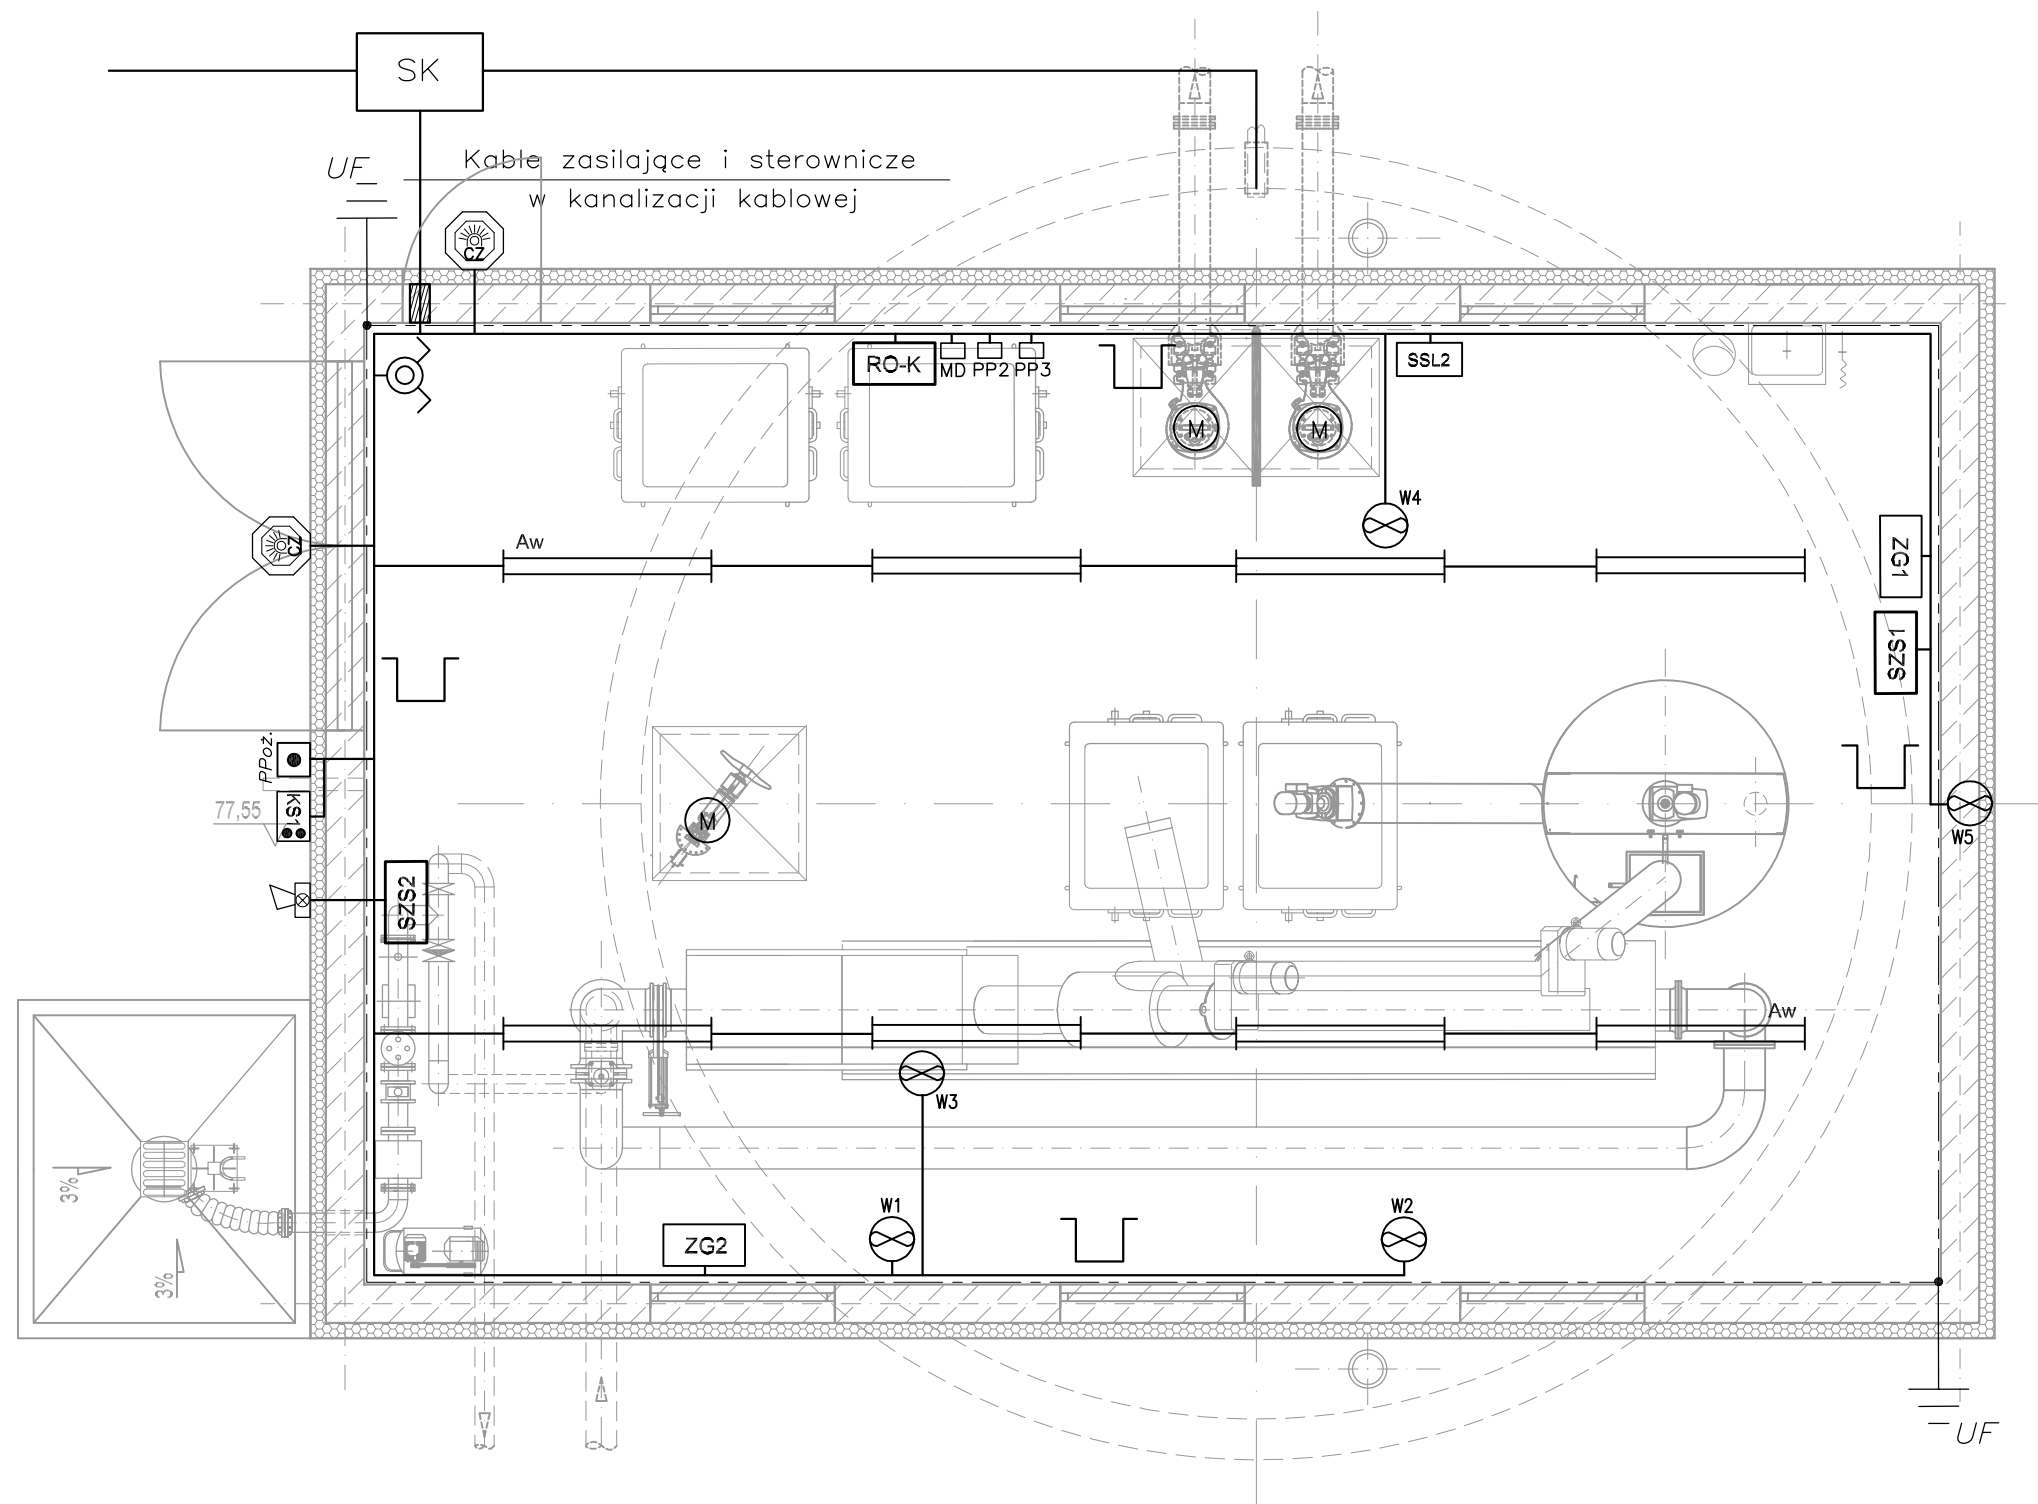 SK
UF
Kable zasilające i sterownicze
w kanalizacji kablowej
CZ
RO-K
MD
PP2
PP3
SSL2
M
M
W4
CZ
Aw
ZG1
SZS1
PPoż.
KS1
77,55
M
W5
SZS2
Aw
W3
3%
3%
W1
W2
ZG2
UF